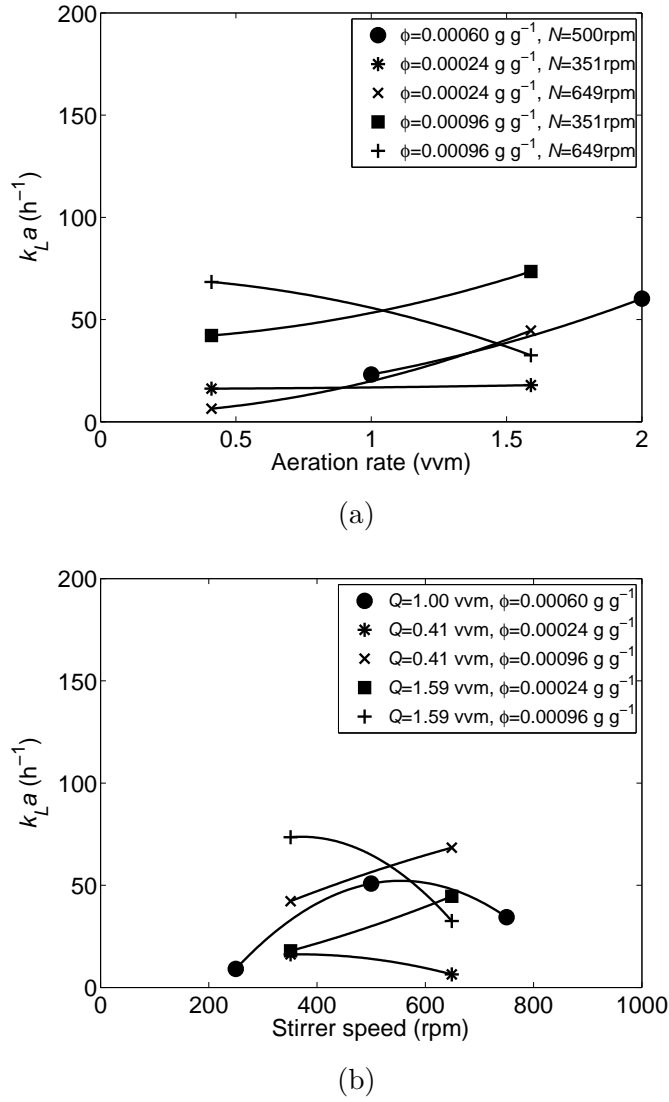 200
150
100
50
0
k_L a (h⁻¹)
ϕ=0.00060 g g⁻¹, N=500rpm
ϕ=0.00024 g g⁻¹, N=351rpm
ϕ=0.00024 g g⁻¹, N=649rpm
ϕ=0.00096 g g⁻¹, N=351rpm
ϕ=0.00096 g g⁻¹, N=649rpm
0 0.5 1 1.5 2
Aeration rate (vvm)
(a)
200
150
100
50
0
k_L a (h⁻¹)
Q=1.00 vvm, ϕ=0.00060 g g⁻¹
Q=0.41 vvm, ϕ=0.00024 g g⁻¹
Q=0.41 vvm, ϕ=0.00096 g g⁻¹
Q=1.59 vvm, ϕ=0.00024 g g⁻¹
Q=1.59 vvm, ϕ=0.00096 g g⁻¹
0 200 400 600 800 1000
Stirrer speed (rpm)
(b)